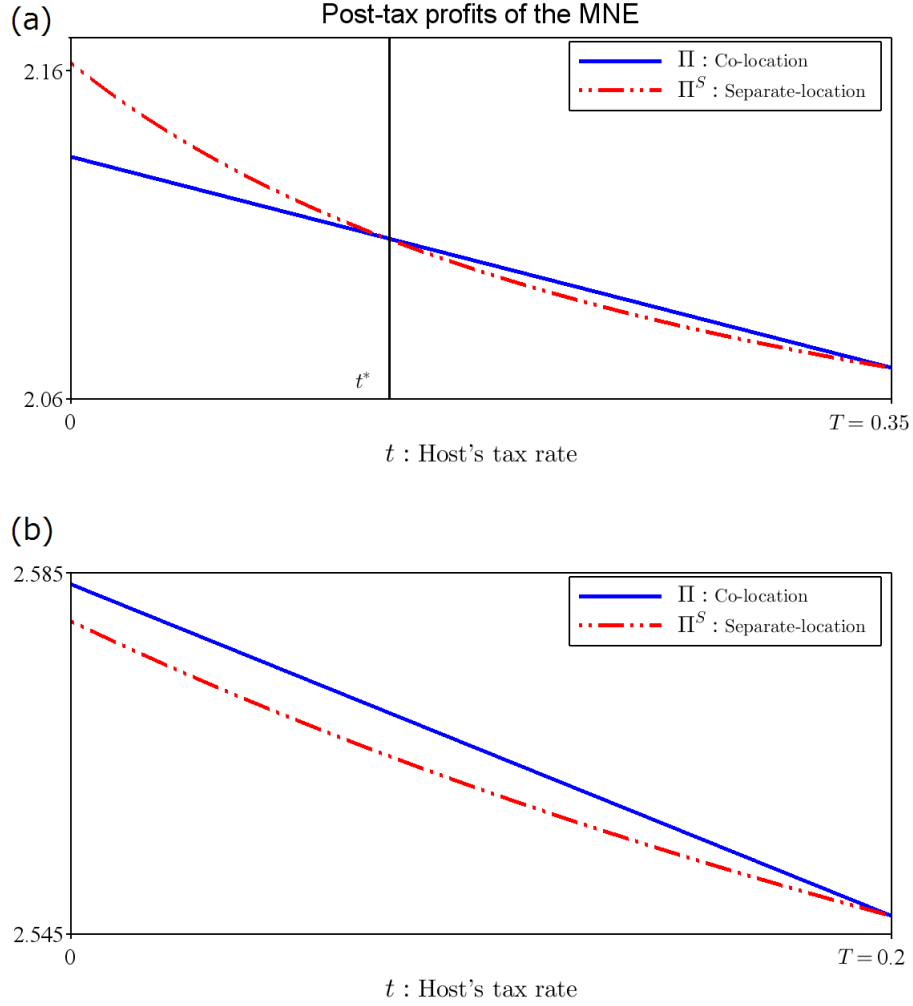 Post-tax profits of the MNE
(a)
2.16
Π : Co-location
Π^S : Separate-location
t*
2.06
0
T = 0.35
t : Host's tax rate
(b)
2.585
Π : Co-location
Π^S : Separate-location
2.545
0
T = 0.2
t : Host's tax rate